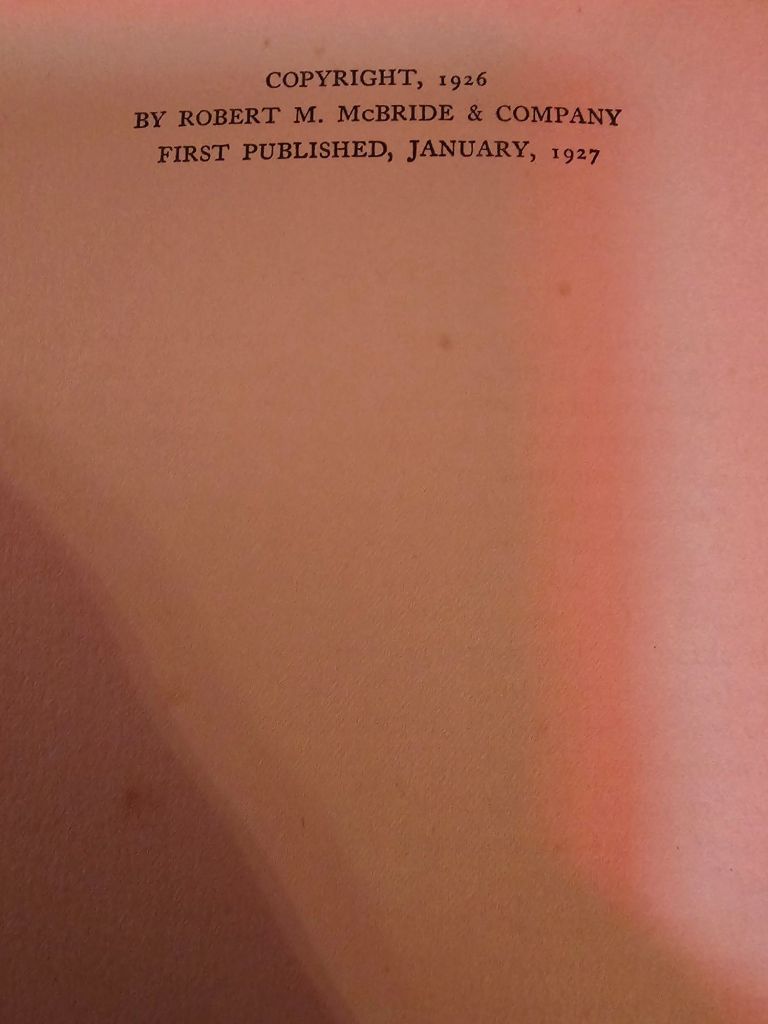 COPYRIGHT, 1926
BY ROBERT M. McBRIDE & COMPANY
FIRST PUBLISHED, JANUARY, 1927